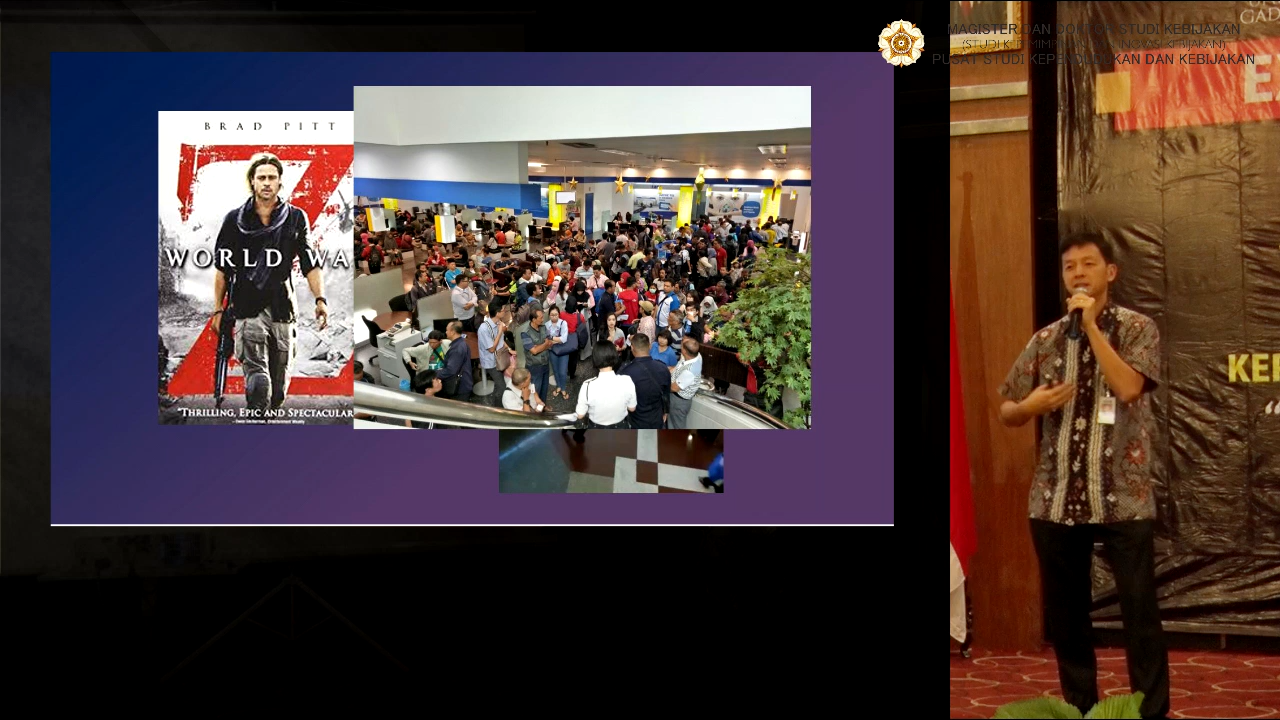 MAGISTER DAN DOKTOR STUDI KEBIJAKAN
(STUDI KEPEMIMPINAN DAN INOVASI KEBIJAKAN)
PUSAT STUDI KEPENDUDUKAN DAN KEBIJAKAN
BRAD PITT
WORLD WA
"THRILLING, EPIC AND SPECTACULAR